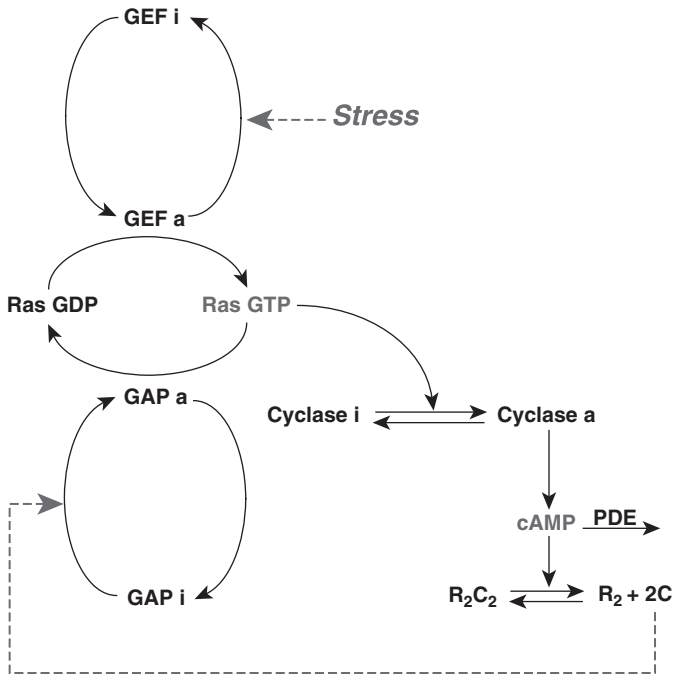 GEF i
Stress
GEF a
Ras GDP
Ras GTP
GAP a
Cyclase i
Cyclase a
cAMP
PDE
GAP i
R₂C₂
R₂ + 2C